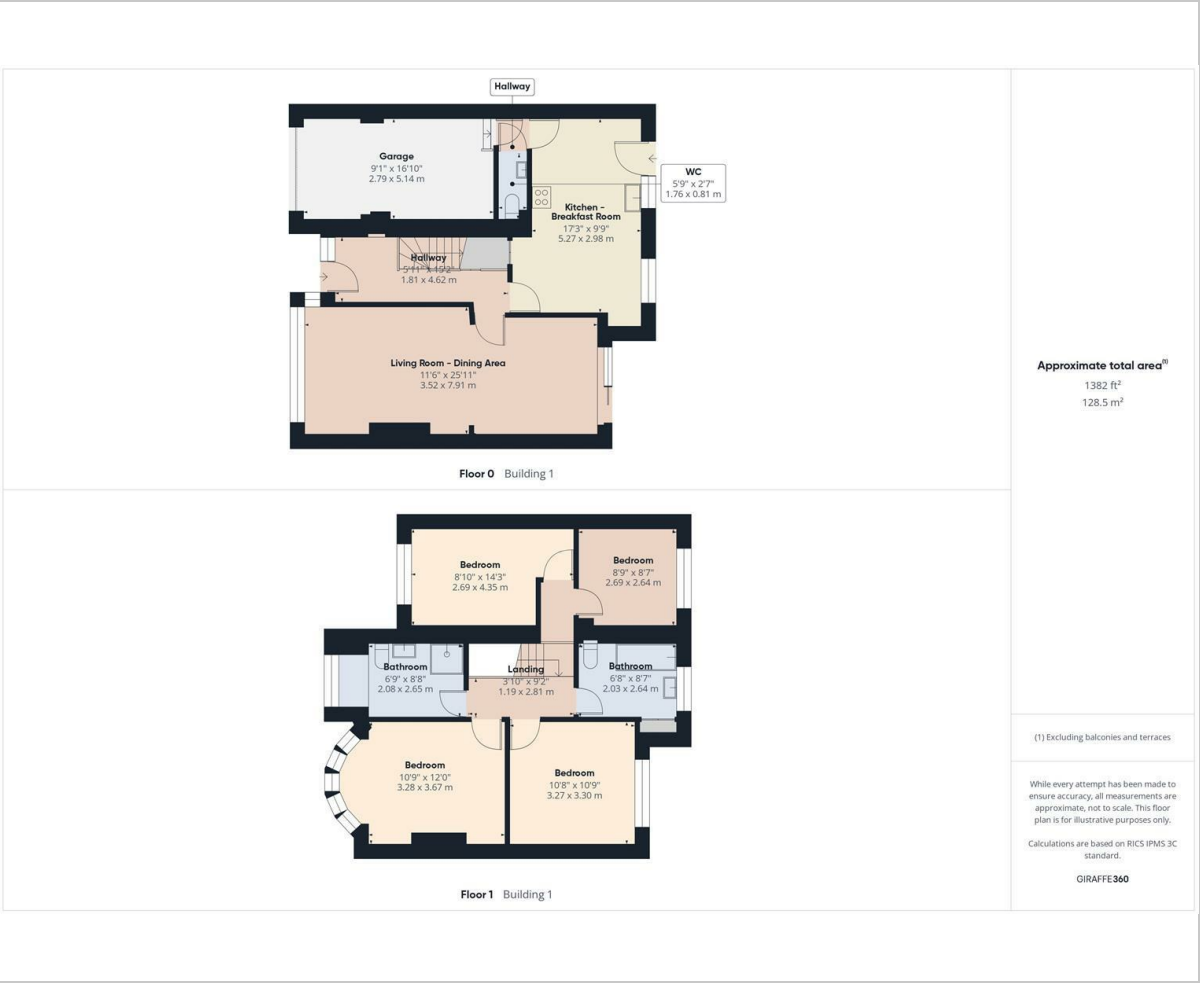 Hallway
Garage
9'1" x 16'10"
2.79 x 5.14 m
WC
5'9" x 2'7"
1.76 x 0.81 m
Kitchen -
Breakfast Room
17'3" x 9'9"
5.27 x 2.98 m
Hallway
5'11" x 15'2"
1.81 x 4.62 m
Living Room - Dining Area
11'6" x 25'11"
3.52 x 7.91 m
Floor 0 Building 1
Bedroom
8'10" x 14'3"
2.69 x 4.35 m
Bedroom
8'9" x 8'7"
2.69 x 2.64 m
Bathroom
6'9" x 8'8"
2.08 x 2.65 m
Landing
3'10" x 9'2"
1.19 x 2.81 m
Bathroom
6'8" x 8'7"
2.03 x 2.64 m
Bedroom
10'9" x 12'0"
3.28 x 3.67 m
Bedroom
10'8" x 10'9"
3.27 x 3.30 m
Floor 1 Building 1
Approximate total area(1)
1382 ft²
128.5 m²
(1) Excluding balconies and terraces
While every attempt has been made to
ensure accuracy, all measurements are
approximate, not to scale. This floor
plan is for illustrative purposes only.
Calculations are based on RICS IPMS 3C
standard.
GIRAFFE360